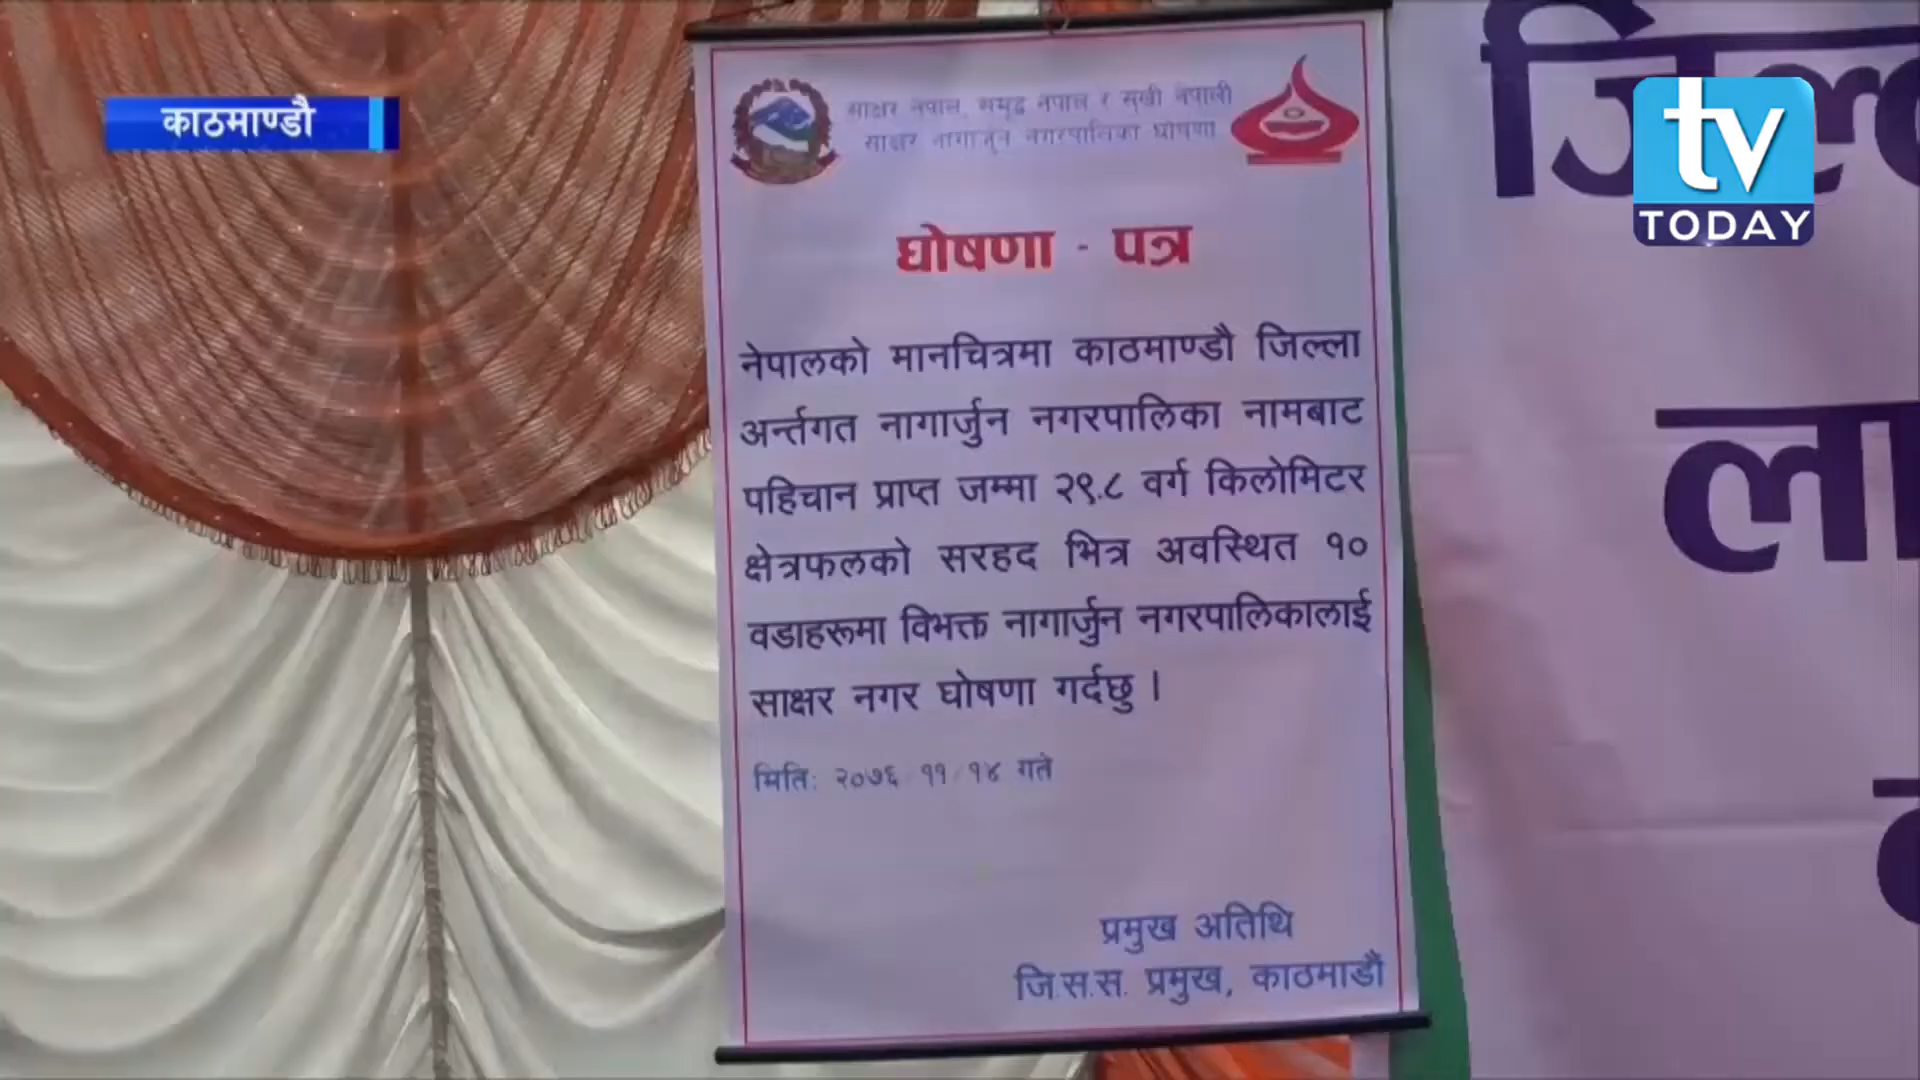 काठमाण्डौ
tv
TODAY
साक्षर नेपाल, समृद्ध नेपाल र सुखी नेपाली
साक्षर नागार्जुन नगरपालिका घोषणा
घोषणा - पत्र
नेपालको मानचित्रमा काठमाण्डौ जिल्ला
अर्न्तगत नागार्जुन नगरपालिका नामबाट
पहिचान प्राप्त जम्मा २९.८ वर्ग किलोमिटर
क्षेत्रफलको सरहद भित्र अवस्थित १०
वडाहरूमा विभक्त नागार्जुन नगरपालिकालाई
साक्षर नगर घोषणा गर्दछु ।
मिति: २०७६/११/१४ गते
प्रमुख अतिथि
जि.स.स. प्रमुख, काठमाडौं